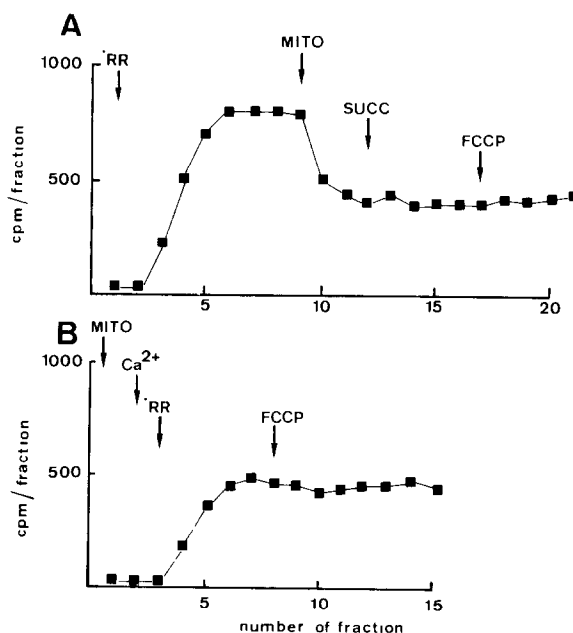 A
MITO
•RR
1000
SUCC
FCCP
500
cpm/fraction
5
10
15
20
B
MITO
1000
Ca2+
•RR
FCCP
500
cpm/fraction
5
10
15
number of fraction